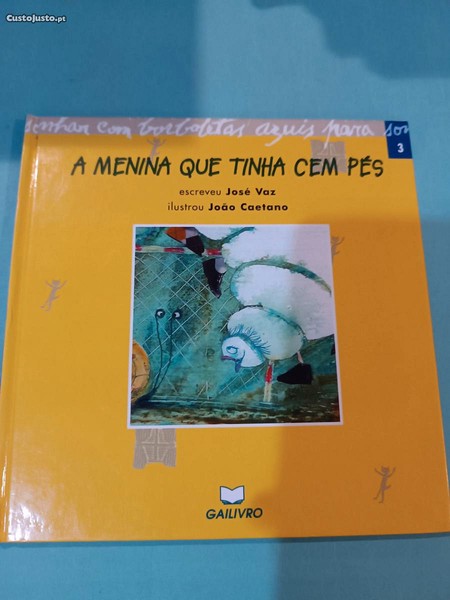 CustoJusto.pt
sonhar com borboletas azuis para son
3
A MENINA QUE TINHA CEM PÉS
escreveu José Vaz
ilustrou João Caetano
GAILIVRO